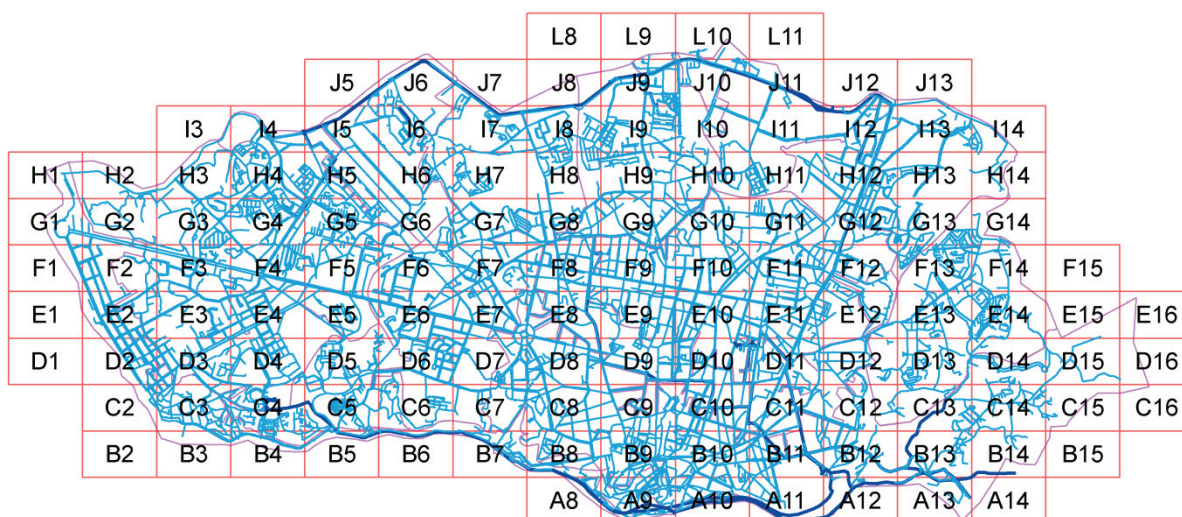 L8 L9 L10 L11
J5 J6 J7 J8 J9 J10 J11 J12 J13
I3 I4 I5 I6 I7 I8 I9 I10 I11 I12 I13 I14
H1 H2 H3 H4 H5 H6 H7 H8 H9 H10 H11 H12 H13 H14
G1 G2 G3 G4 G5 G6 G7 G8 G9 G10 G11 G12 G13 G14
F1 F2 F3 F4 F5 F6 F7 F8 F9 F10 F11 F12 F13 F14 F15
E1 E2 E3 E4 E5 E6 E7 E8 E9 E10 E11 E12 E13 E14 E15 E16
D1 D2 D3 D4 D5 D6 D7 D8 D9 D10 D11 D12 D13 D14 D15 D16
C2 C3 C4 C5 C6 C7 C8 C9 C10 C11 C12 C13 C14 C15 C16
B2 B3 B4 B5 B6 B7 B8 B9 B10 B11 B12 B13 B14 B15
A8 A9 A10 A11 A12 A13 A14